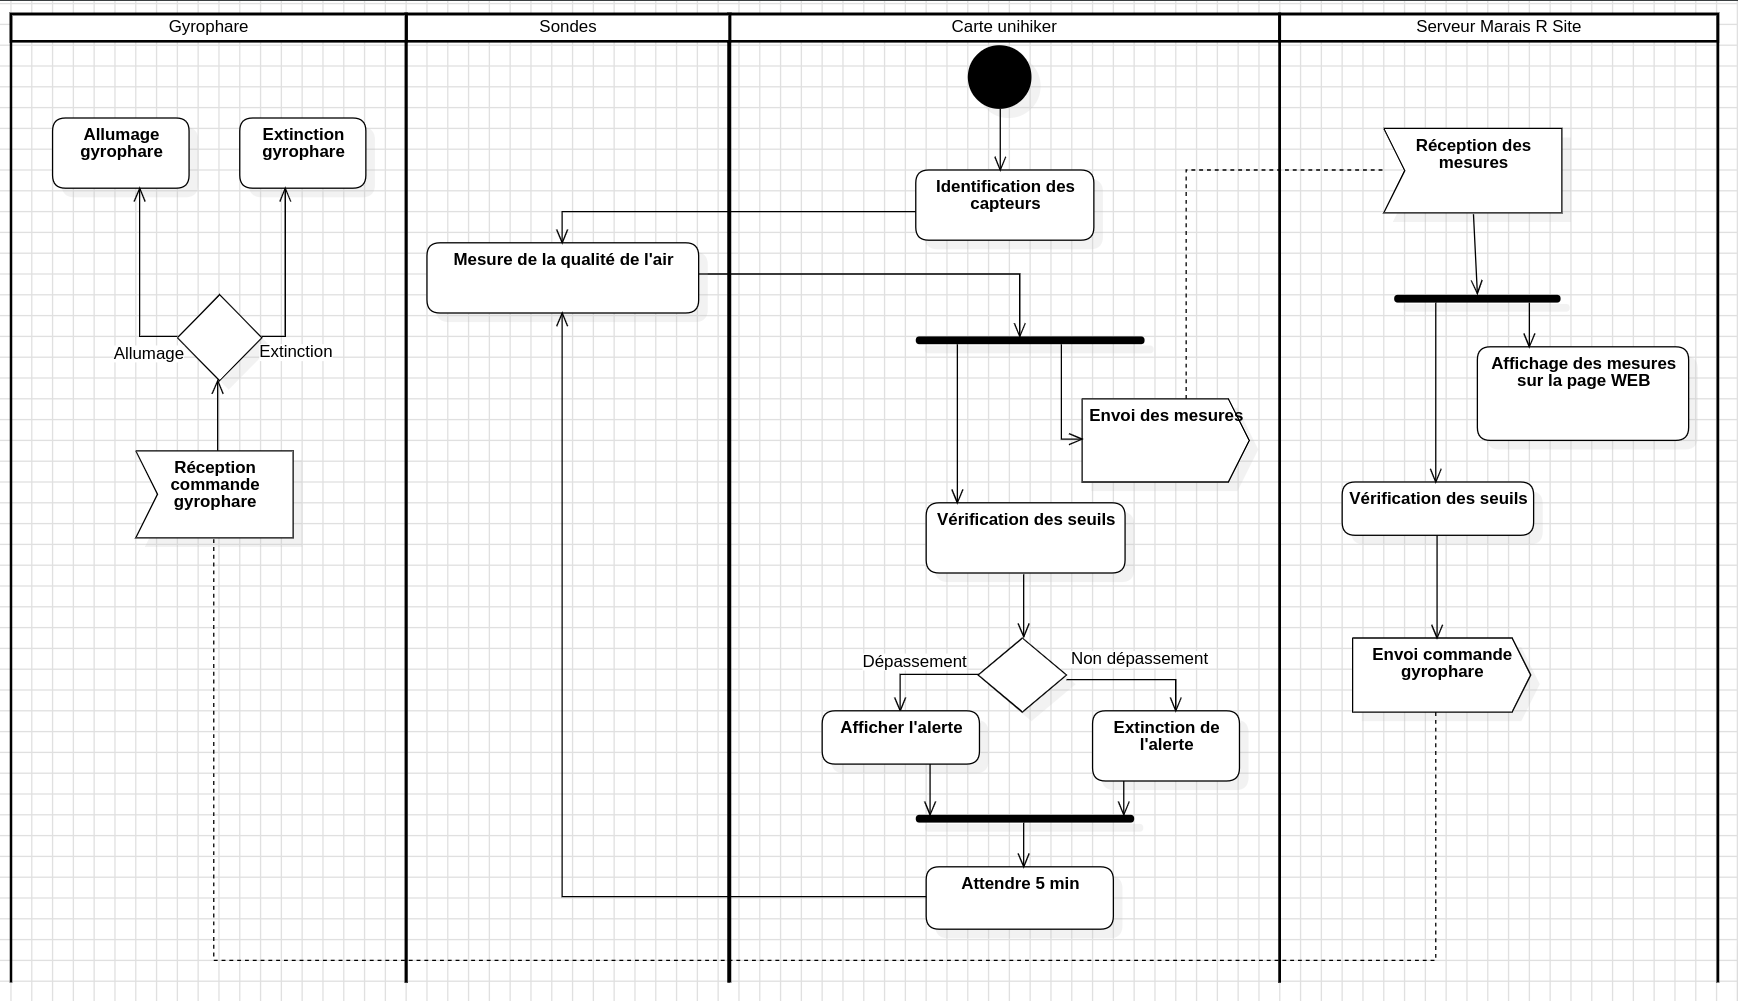 Gyrophare
Sondes
Carte unihiker
Serveur Marais R Site
Allumage
gyrophare
Extinction
gyrophare
Allumage
Extinction
Réception
commande
gyrophare
Mesure de la qualité de l'air
Identification des
capteurs
Envoi des mesures
Vérification des seuils
Dépassement
Non dépassement
Afficher l'alerte
Extinction de
l'alerte
Attendre 5 min
Réception des
mesures
Affichage des mesures
sur la page WEB
Vérification des seuils
Envoi commande
gyrophare